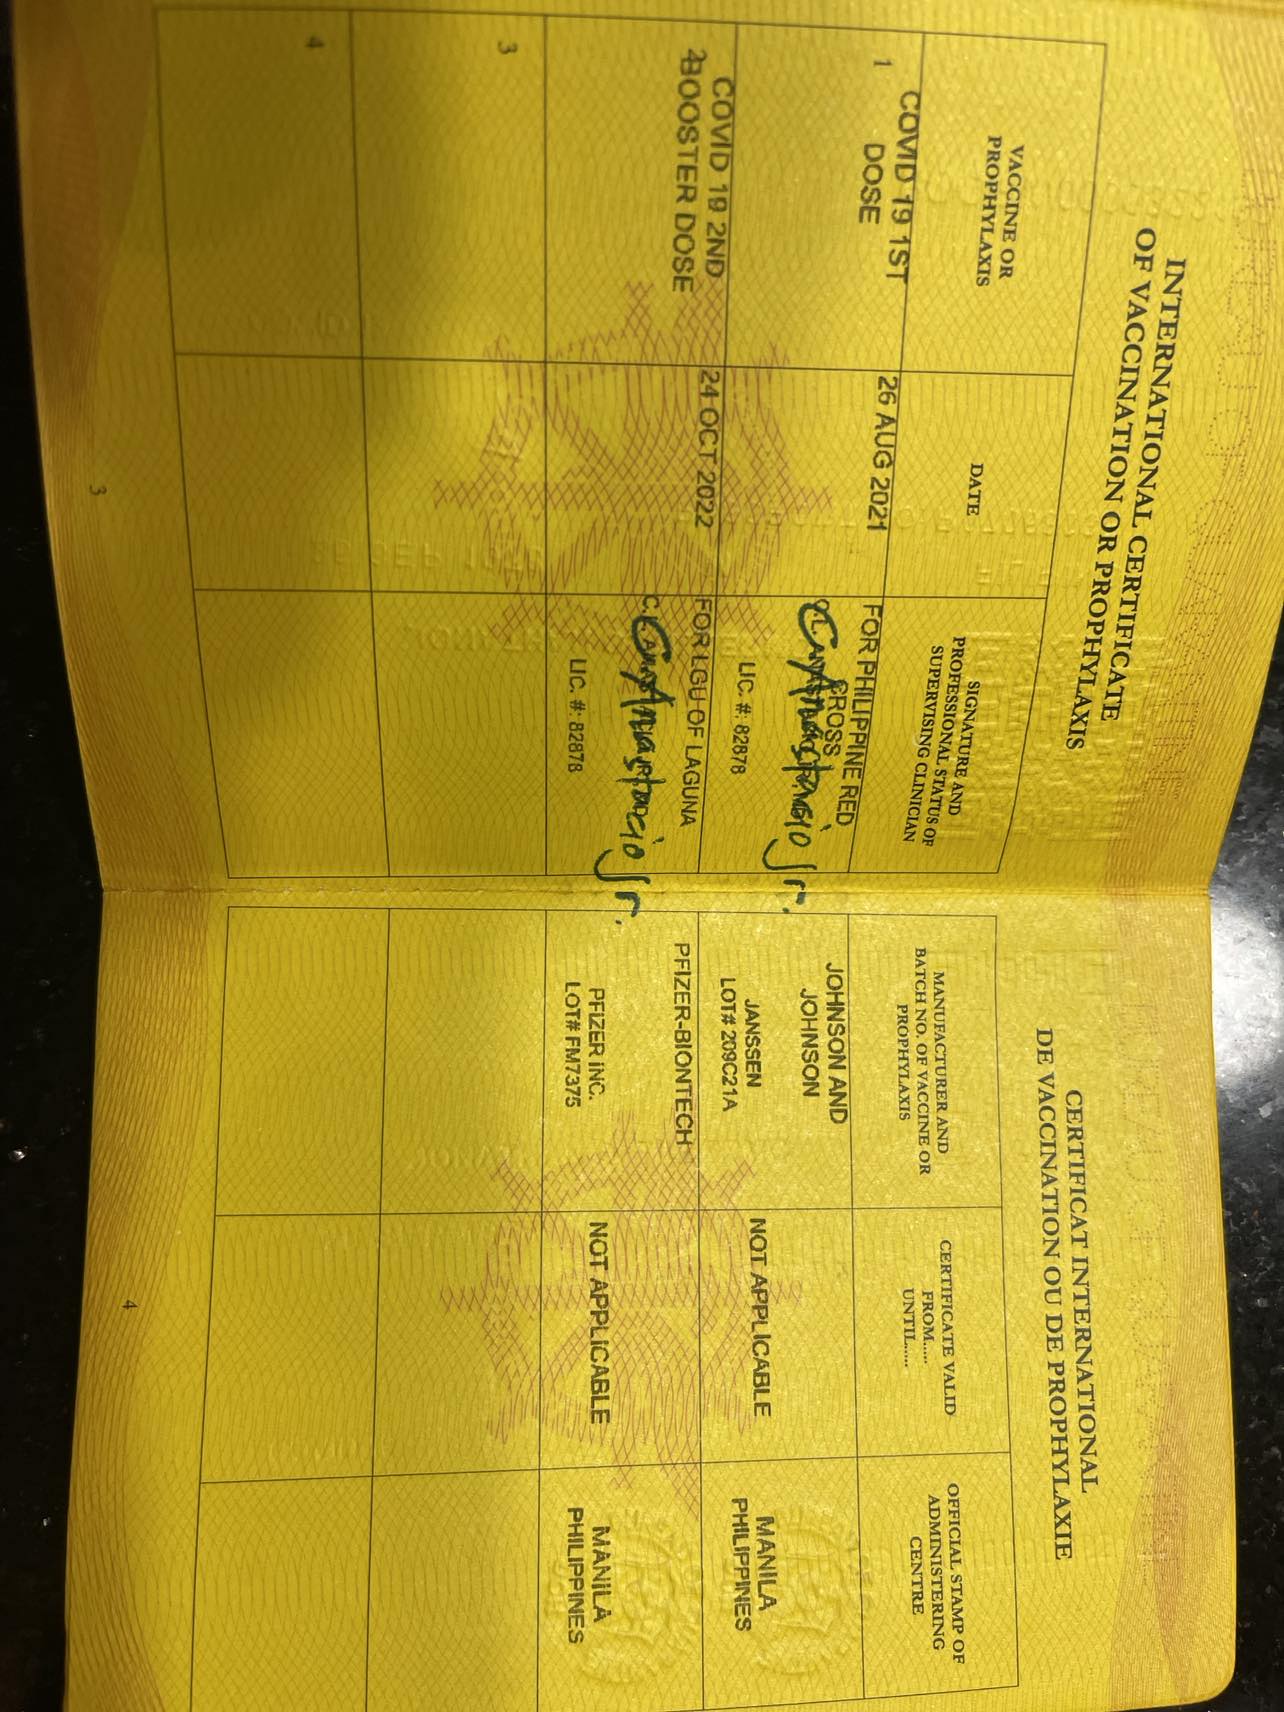 INTERNATIONAL CERTIFICATE
OF VACCINATION OR PROPHYLAXIS
VACCINE OR
PROPHYLAXIS
DATE
SIGNATURE AND
PROFESSIONAL STATUS OF
SUPERVISING CLINICIAN
1
COVID 19 1ST
DOSE
26 AUG 2021
FOR PHILIPPINE RED
CROSS
C Anastacio Jr.
LIC. #: 82878
2
COVID 19 2ND
BOOSTER DOSE
24 OCT 2022
FOR LGU OF LAGUNA
C Anastacio Jr.
LIC. #: 82878
3
4
3
CERTIFICAT INTERNATIONAL
DE VACCINATION OU DE PROPHYLAXIE
MANUFACTURER AND
BATCH NO. OF VACCINE OR
PROPHYLAXIS
CERTIFICATE VALID
FROM.....
UNTIL.....
OFFICIAL STAMP OF
ADMINISTERING
CENTRE
JOHNSON AND
JOHNSON
JANSSEN
LOT# 209C21A
NOT APPLICABLE
MANILA
PHILIPPINES
PFIZER-BIONTECH
PFIZER INC.
LOT# FM7375
NOT APPLICABLE
MANILA
PHILIPPINES
4